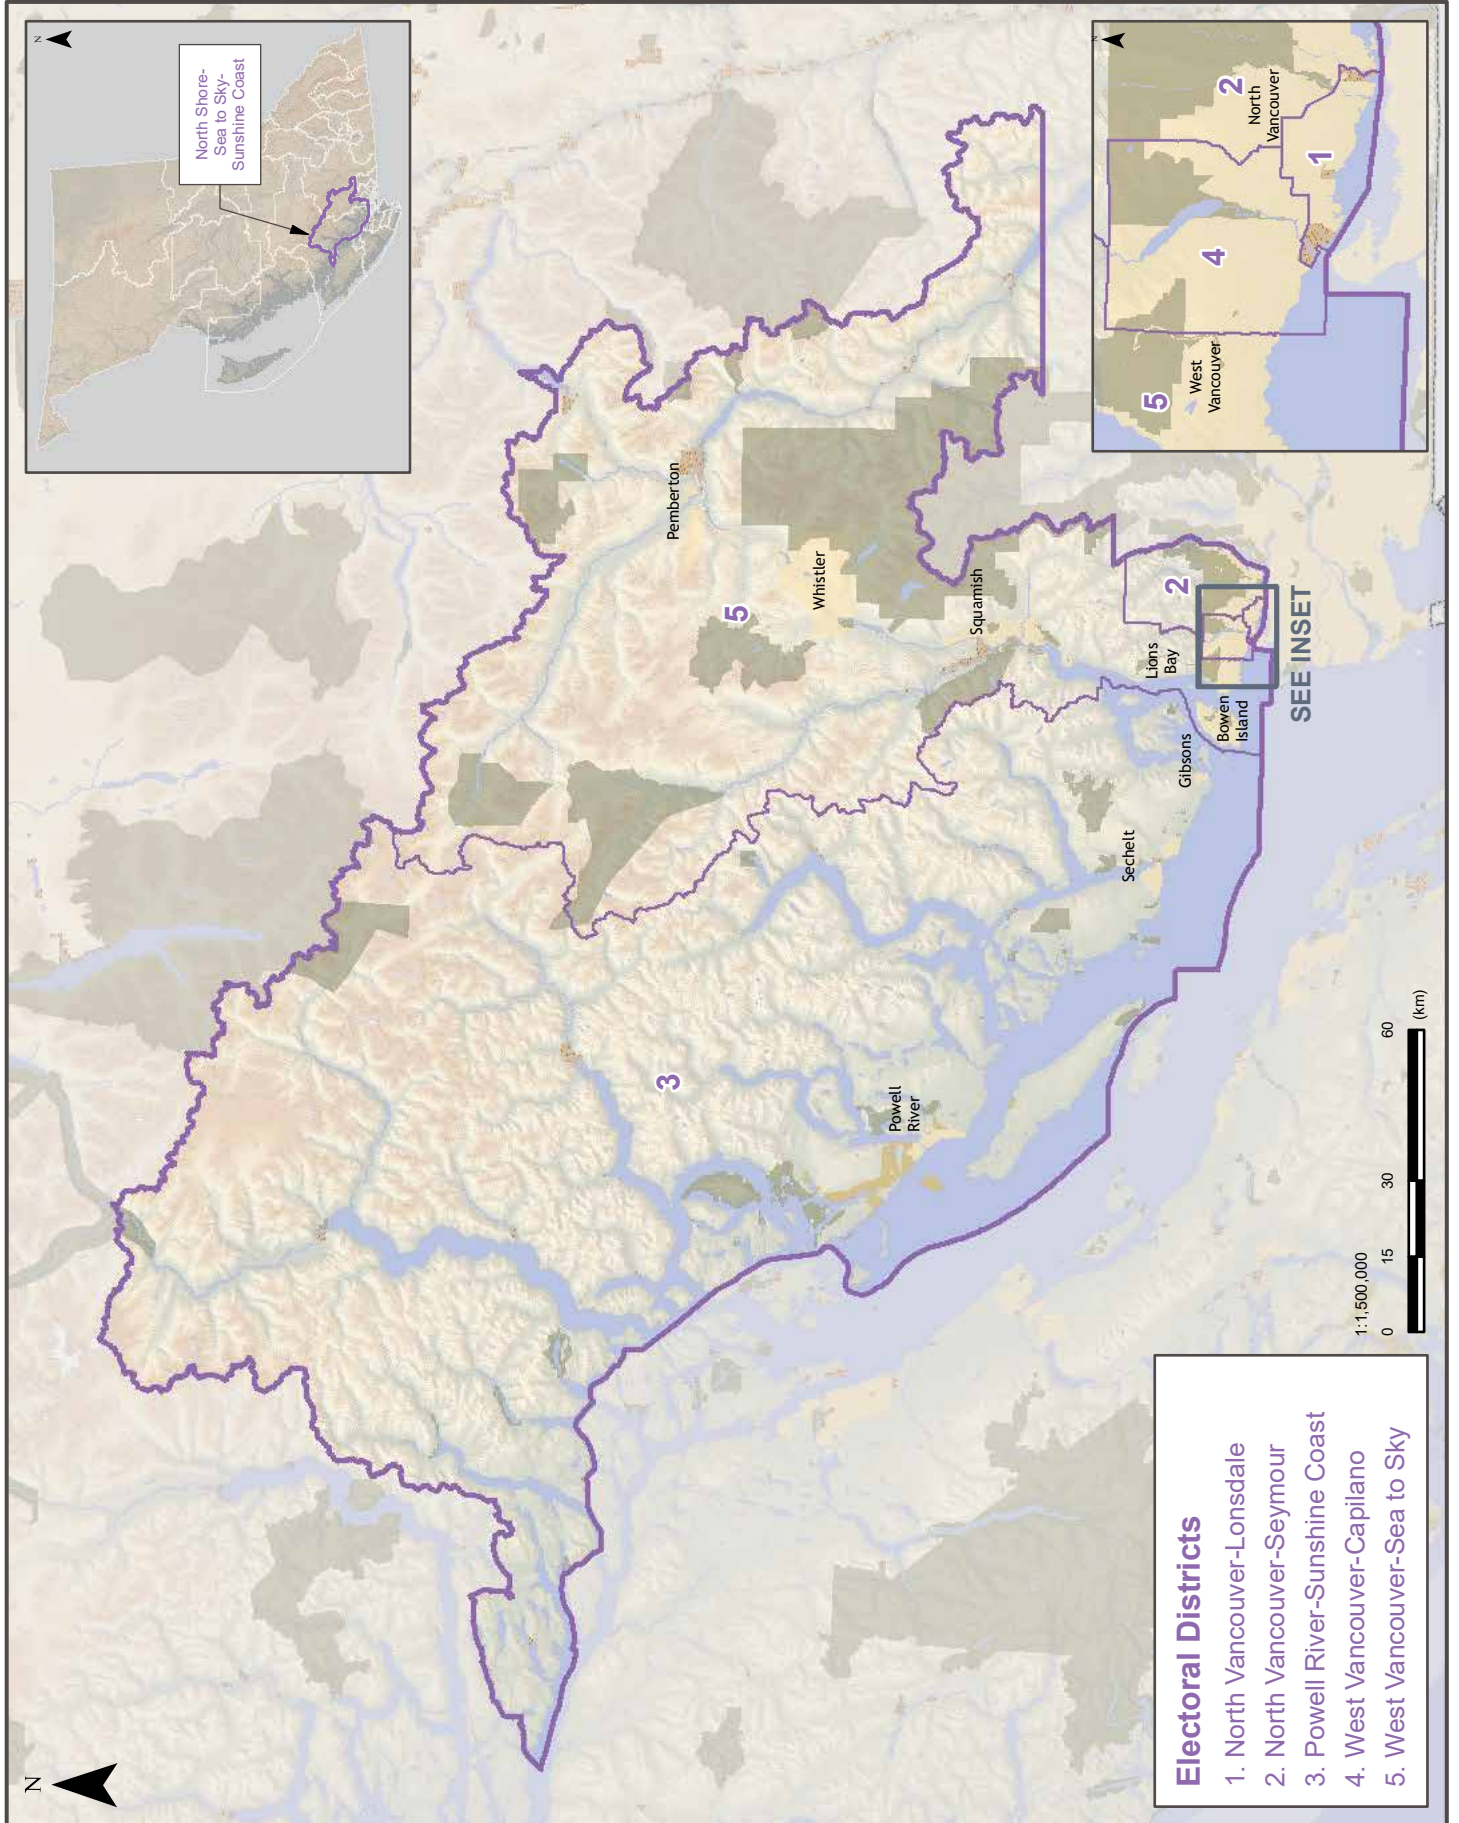 N
N
North Shore-
Sea to Sky-
Sunshine Coast
Pemberton
5
Whistler
Squamish
3
Powell
River
Sechelt
Gibsons
Bowen
Island
Lions
Bay
2
SEE INSET
N
5
West
Vancouver
4
2
North
Vancouver
1
Electoral Districts
1. North Vancouver-Lonsdale
2. North Vancouver-Seymour
3. Powell River-Sunshine Coast
4. West Vancouver-Capilano
5. West Vancouver-Sea to Sky
1:1,500,000
0 15 30 60
(km)